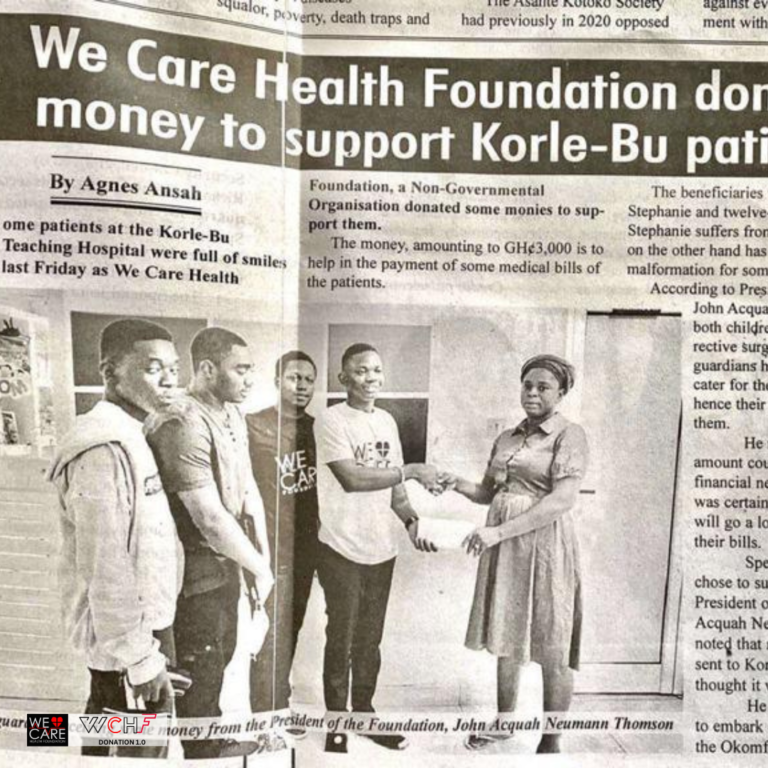 squalor, poverty, death traps and
The Asante Kotoko Society
had previously in 2020 opposed
against
ment with
We Care Health Foundation
money to support Korle-Bu
By Agnes Ansah
ome patients at the Korle-Bu
Teaching Hospital were full of smiles
last Friday as We Care Health
Foundation, a Non-Governmental
Organisation donated some monies to sup-
port them.
The money, amounting to GH¢3,000 is to
help in the payment of some medical bills of
the patients.
The beneficiaries
Stephanie and twelve
Stephanie suffers from
on the other hand has
malformation for som
According to Pres
John Acqua
both childre
rective surg
guardians h
cater for the
hence their
them.
He
amount cou
financial ne
was certain
will go a lo
their bills.
Spe
chose to su
President o
Acquah Ne
noted that
sent to Kor
thought it
He
to embark
the Okomf
WE
CARE
WE
money from the President of the Foundation, John Acquah Neumann Thomson
WE
CARE
WCHF
DONATION 1.0